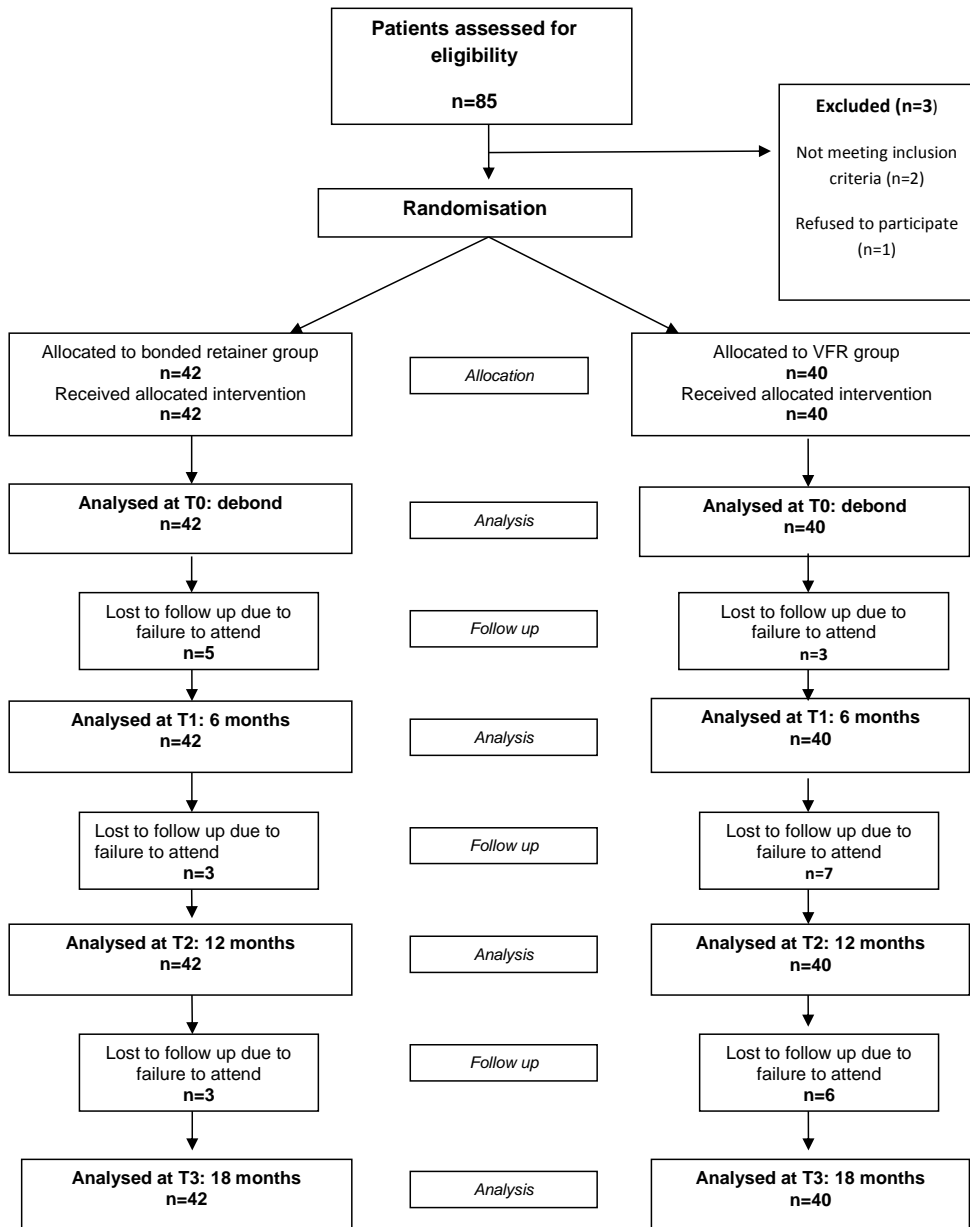 Patients assessed for
eligibility
n=85
Excluded (n=3)
Not meeting inclusion
criteria (n=2)
Refused to participate
(n=1)
Randomisation
Allocated to bonded retainer group
n=42
Received allocated intervention
n=42
Allocation
Allocated to VFR group
n=40
Received allocated intervention
n=40
Analysed at T0: debond
n=42
Analysis
Analysed at T0: debond
n=40
Lost to follow up due to
failure to attend
n=5
Follow up
Lost to follow up due to
failure to attend
n=3
Analysed at T1: 6 months
n=42
Analysis
Analysed at T1: 6 months
n=40
Lost to follow up due to
failure to attend
n=3
Follow up
Lost to follow up due to
failure to attend
n=7
Analysed at T2: 12 months
n=42
Analysis
Analysed at T2: 12 months
n=40
Lost to follow up due to
failure to attend
n=3
Follow up
Lost to follow up due to
failure to attend
n=6
Analysed at T3: 18 months
n=42
Analysis
Analysed at T3: 18 months
n=40